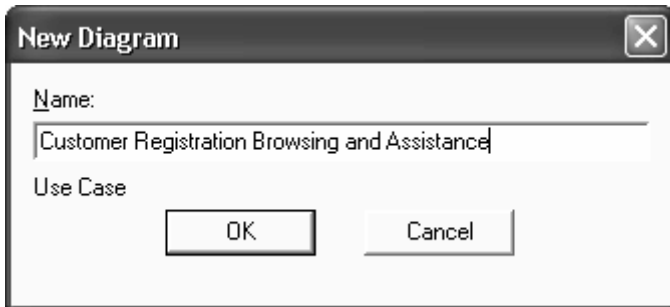 New Diagram
Name:
Customer Registration Browsing and Assistance
Use Case
OK Cancel